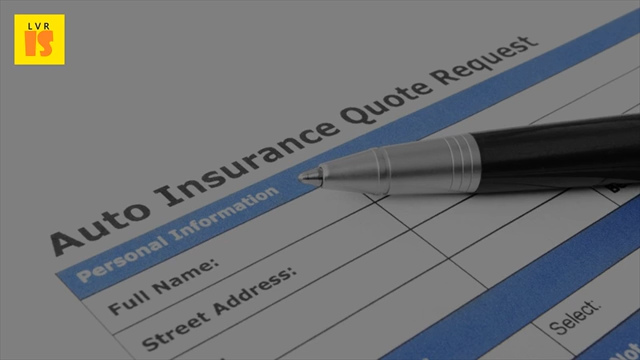 LVR
IS
Auto Insurance Quote Request
Personal Information
Full Name:
Street Address:
Select: